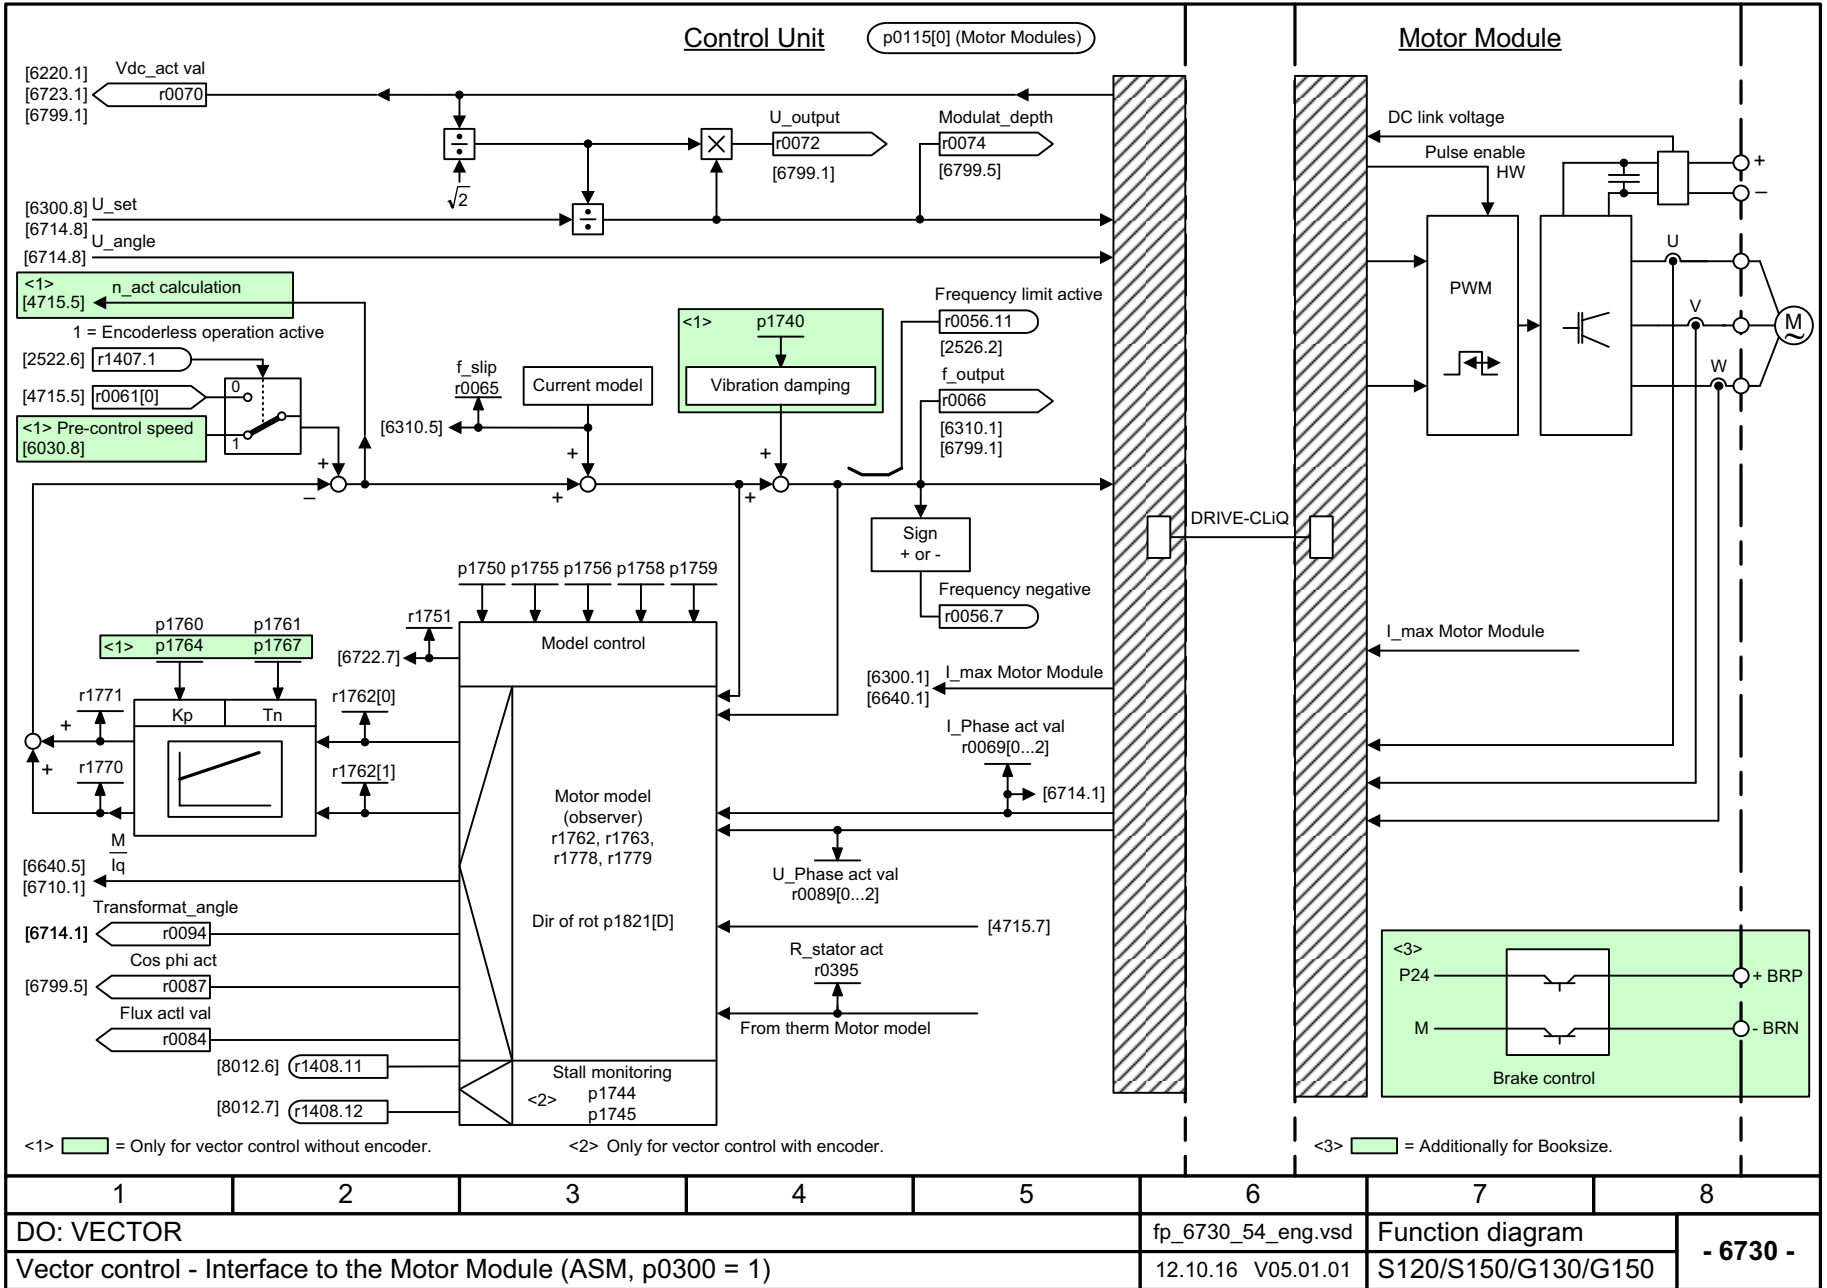 Control Unit
p0115[0] (Motor Modules)
Motor Module
[6220.1]
[6723.1]
[6799.1]
Vdc_act val
r0070
÷
√2
×
U_output
r0072
[6799.1]
Modulat_depth
r0074
[6799.5]
[6300.8]
[6714.8]
U_set
÷
U_angle
[6714.8]
<1>
n_act calculation
[4715.5]
1 = Encoderless operation active
[2522.6]
r1407.1
[4715.5]
r0061[0]
<1> Pre-control speed
[6030.8]
0
1
+
–
f_slip
r0065
[6310.5]
Current model
+
+
<1>
p1740
Vibration damping
+
+
Frequency limit active
r0056.11
[2526.2]
f_output
r0066
[6310.1]
[6799.1]
Sign
+ or -
Frequency negative
r0056.7
DC link voltage
Pulse enable
HW
+
–
PWM
U
V
W
M
~
DRIVE-CLiQ
p1750 p1755 p1756 p1758 p1759
r1751
[6722.7]
Model control
p1760
p1761
<1> p1764
p1767
r1771
Kp
Tn
r1762[0]
+
+
r1770
r1762[1]
Motor model
(observer)
r1762, r1763,
r1778, r1779
Dir of rot p1821[D]
[6300.1]
[6640.1]
I_max Motor Module
I_max Motor Module
I_Phase act val
r0069[0...2]
[6714.1]
U_Phase act val
r0089[0...2]
[4715.7]
R_stator act
r0395
From therm Motor model
M
Iq
[6640.5]
[6710.1]
Transformat_angle
[6714.1]
r0094
Cos phi act
[6799.5]
r0087
Flux actl val
r0084
[8012.6]
r1408.11
[8012.7]
r1408.12
Stall monitoring
<2>
p1744
p1745
<3>
P24
+ BRP
M
- BRN
Brake control
<1> = Only for vector control without encoder.
<2> Only for vector control with encoder.
<3> = Additionally for Booksize.
1 2 3 4 5 6 7 8
DO: VECTOR
fp_6730_54_eng.vsd
Function diagram
- 6730 -
Vector control - Interface to the Motor Module (ASM, p0300 = 1)
12.10.16 V05.01.01
S120/S150/G130/G150